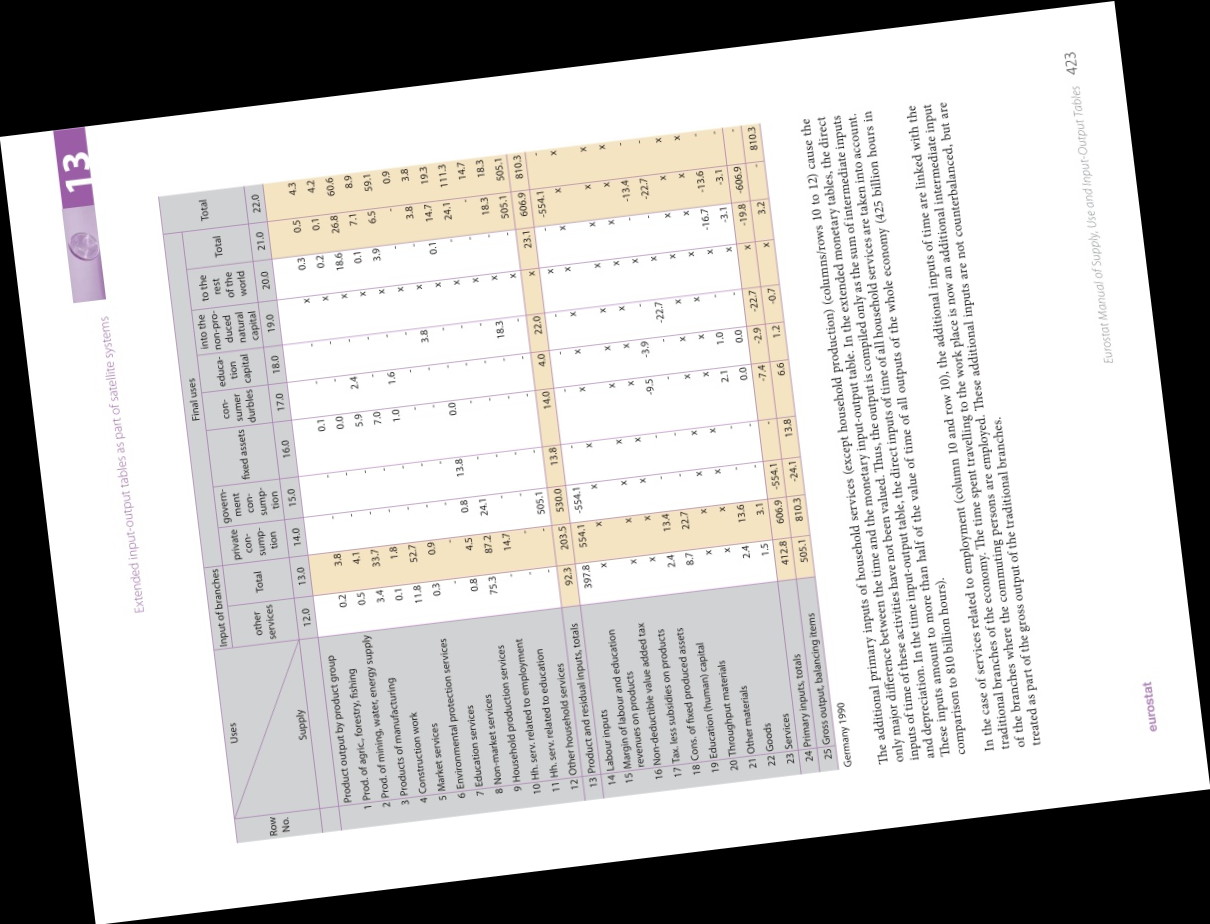 Extended input-output tables as part of satellite systems 13
Uses Input of branches Final uses Total
Row No. Supply other services Total private con-sump-tion govern-ment con-sump-tion fixed assets con-sumer durbles educa-tion capital into the non-pro-duced natural capital to the rest of the world Total
12.0 13.0 14.0 15.0 16.0 17.0 18.0 19.0 20.0 21.0 22.0
Product output by product group
1 Prod. of agric., forestry, fishing 0.2 3.8 - - 0.1 - - x 0.3 0.5 4.3
2 Prod. of mining, water, energy supply 0.5 4.1 - - 0.0 - - x 0.2 0.1 4.2
3 Products of manufacturing 3.4 33.7 - - 5.9 2.4 - x 18.6 26.8 60.6
4 Construction work 0.1 1.8 - - 7.0 - - x 0.1 7.1 8.9
5 Market services 11.8 52.7 - - 1.0 1.6 - x 3.9 6.5 59.1
6 Environmental protection services 0.3 0.9 - - - - - x - - 0.9
7 Education services - - - - - - 3.8 x - 3.8 3.8
8 Non-market services 0.8 4.5 0.8 13.8 0.0 - - x 0.1 14.7 19.3
9 Household production services 75.3 87.2 24.1 - - - - x - 24.1 111.3
10 Hh. serv. related to employment - 14.7 - - - - - x - - 14.7
11 Hh. serv. related to education - - - - - - 18.3 x - 18.3 18.3
12 Other household services - - 505.1 - - - - x - 505.1 505.1
13 Product and residual inputs, totals 92.3 203.5 530.0 13.8 14.0 4.0 22.0 x 23.1 606.9 810.3
14 Labour inputs 397.8 554.1 -554.1 - - - - x - -554.1 -
15 Margin of labour and education
revenues on products x x x x x x x x x x x
16 Non-deductible value added tax x x x x x x x x x x x
17 Tax. less subsidies on products x x x x x x x x x x x
18 Cons. of fixed produced assets 2.4 13.4 - - -9.5 -3.9 - x - -13.4 -
19 Education (human) capital 8.7 22.7 - - - - -22.7 x - -22.7 -
20 Throughput materials x x x x x x x x x x x
21 Other materials x x x x x x x x x x x
22 Goods 2.4 13.6 - - 2.1 1.0 - x -16.7 -13.6 -
23 Services 1.5 3.1 - - 0.0 0.0 - x -3.1 -3.1 -
24 Primary inputs, totals 412.8 606.9 -554.1 - -7.4 -2.9 -22.7 x -19.8 -606.9 -
25 Gross output, balancing items 505.1 810.3 -24.1 13.8 6.6 1.2 -0.7 x 3.2 - 810.3
Germany 1990
The additional primary inputs of household services (except household production) (columns/rows 10 to 12) cause the
only major difference between the time and the monetary input-output table. In the extended monetary tables, the direct
inputs of time of these activities have not been valued. Thus, the output is compiled only as the sum of intermediate inputs
and depreciation. In the time input-output table, the direct inputs of time of all household services are taken into account.
These inputs amount to more than half of the value of time of all outputs of the whole economy (425 billion hours in
comparison to 810 billion hours).
In the case of services related to employment (column 10 and row 10), the additional inputs of time are linked with the
traditional branches of the economy. The time spent travelling to the work place is now an additional intermediate input
of the branches where the commuting persons are employed. These additional inputs are not counterbalanced, but are
treated as part of the gross output of the traditional branches.
eurostat
Eurostat Manual of Supply, Use and Input-Output Tables 423